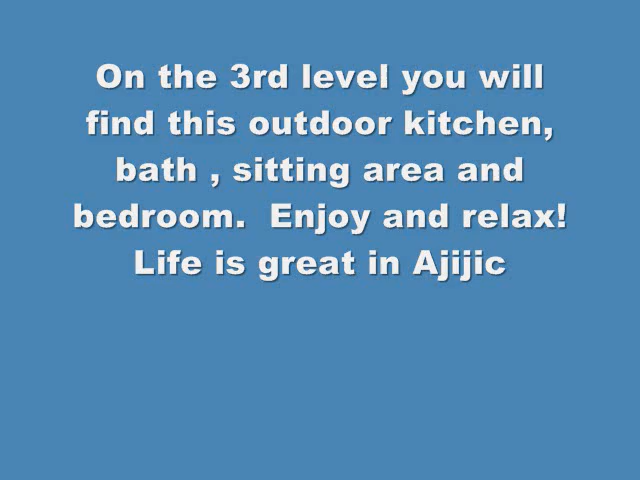 On the 3rd level you will
find this outdoor kitchen,
bath , sitting area and
bedroom.  Enjoy and relax!
Life is great in Ajijic